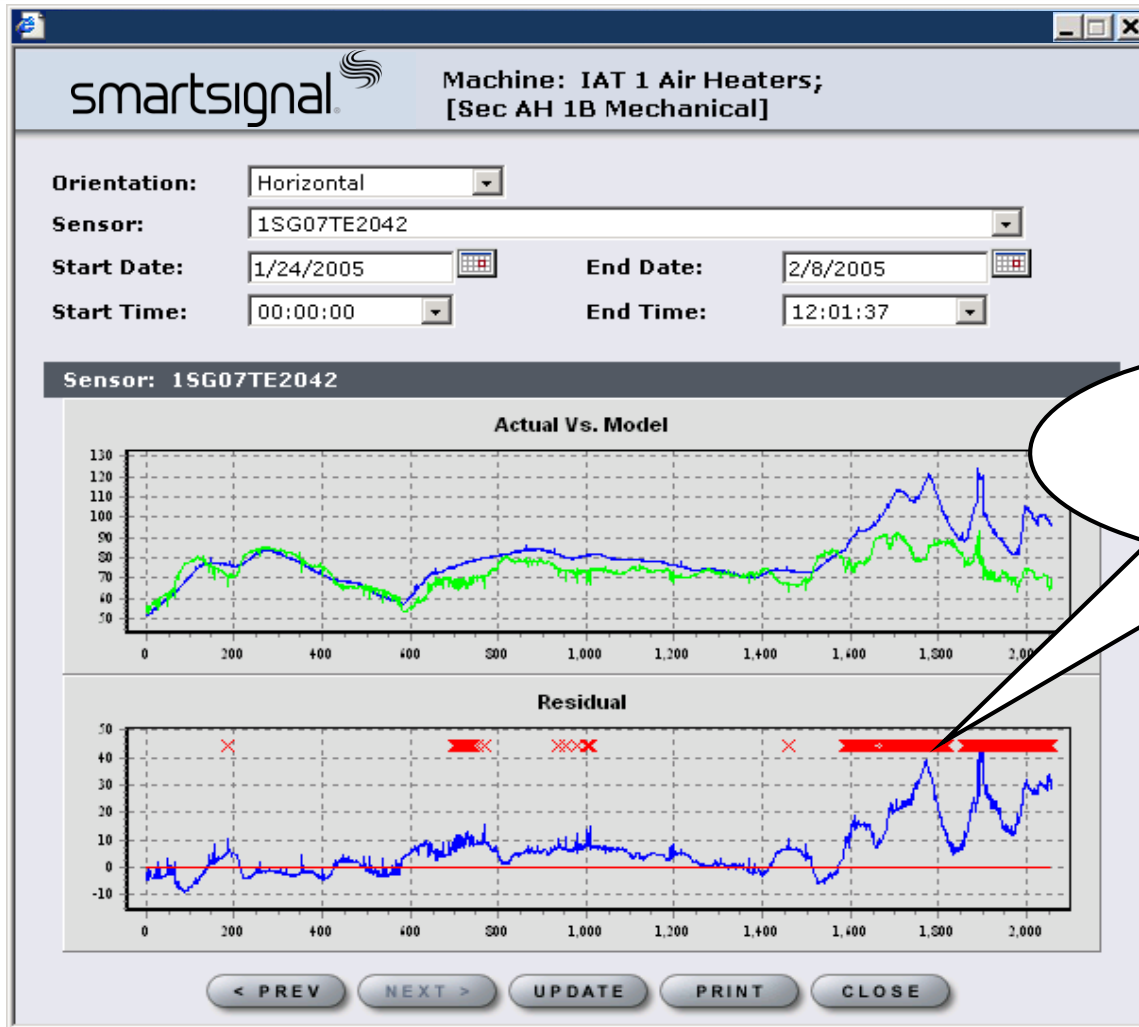 smartsignal.
Machine: IAT 1 Air Heaters;
[Sec AH 1B Mechanical]
Orientation: Horizontal
Sensor: 1SG07TE2042
Start Date: 1/24/2005 End Date: 2/8/2005
Start Time: 00:00:00 End Time: 12:01:37
Sensor: 1SG07TE2042
Actual Vs. Model
130
120
110
100
90
80
70
60
50
0 200 400 600 800 1,000 1,200 1,400 1,600 1,800
Residual
50
40
30
20
10
0
-10
0 200 400 600 800 1,000 1,200 1,400 1,600 1,800 2,000
< PREV NEXT > UPDATE PRINT CLOSE